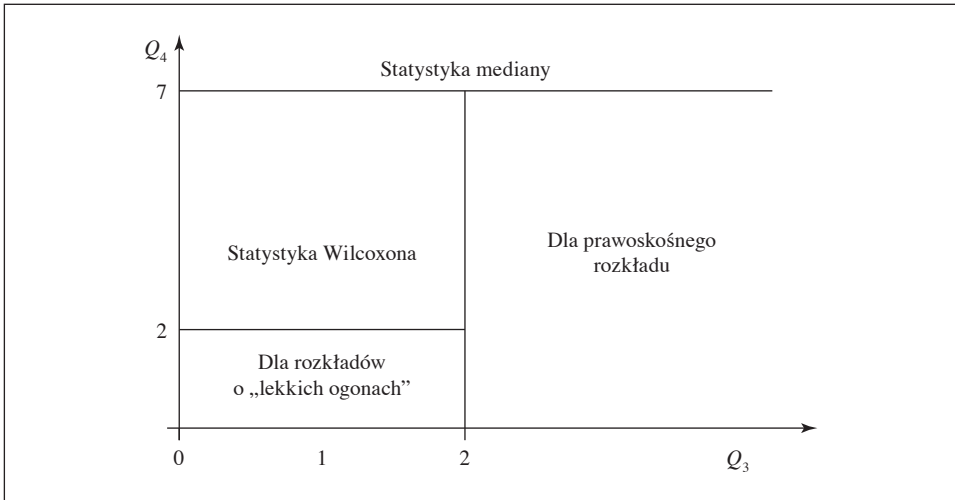 Q4
Statystyka mediany
7
Statystyka Wilcoxona
Dla prawoskośnego
rozkładu
2
Dla rozkładów
o „lekkich ogonach”
0
1
2
Q3